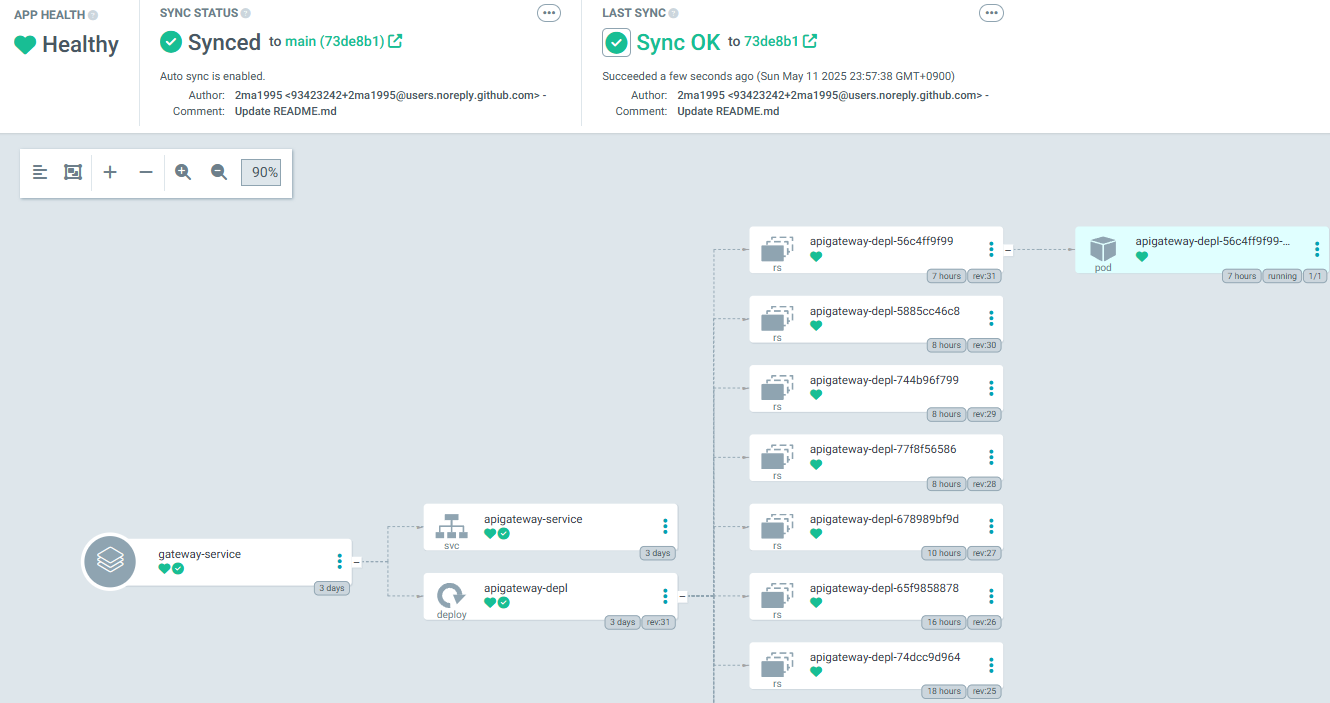 APP HEALTH
Healthy
SYNC STATUS
Synced to main (73de8b1)
Auto sync is enabled.
Author: 2ma1995 <93423242+2ma1995@users.noreply.github.com> -
Comment: Update README.md
LAST SYNC
Sync OK to 73de8b1
Succeeded a few seconds ago (Sun May 11 2025 23:57:38 GMT+0900)
Author: 2ma1995 <93423242+2ma1995@users.noreply.github.com> -
Comment: Update README.md
90%
gateway-service
3 days
svc
apigateway-service
3 days
deploy
apigateway-depl
3 days rev:31
rs
apigateway-depl-56c4ff9f99
7 hours rev:31
rs
apigateway-depl-5885cc46c8
8 hours rev:30
rs
apigateway-depl-744b96f799
8 hours rev:29
rs
apigateway-depl-77f8f56586
8 hours rev:28
rs
apigateway-depl-678989bf9d
10 hours rev:27
rs
apigateway-depl-65f9858878
16 hours rev:26
rs
apigateway-depl-74dcc9d964
18 hours rev:25
pod
apigateway-depl-56c4ff9f99-...
7 hours running 1/1